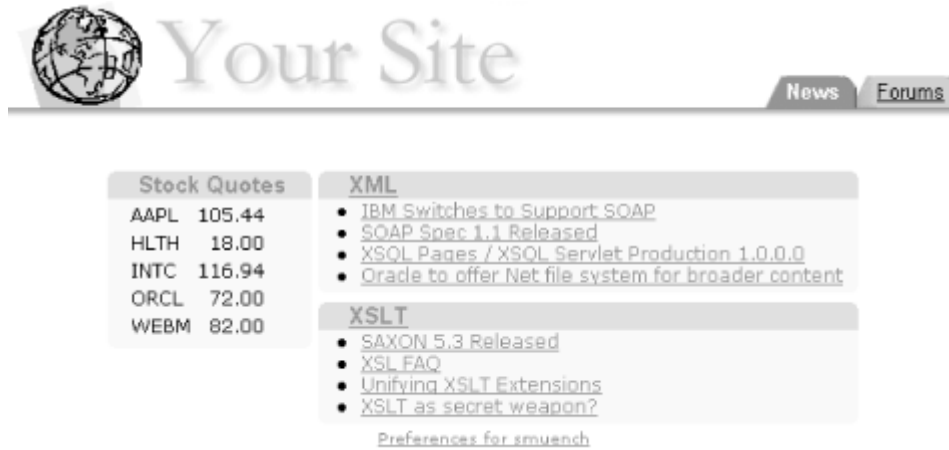 Your Site
News Forums
Stock Quotes
AAPL 105.44
HLTH 18.00
INTC 116.94
ORCL 72.00
WEBM 82.00
XML
IBM Switches to Support SOAP
SOAP Spec 1.1 Released
XSQL Pages / XSQL Servlet Production 1.0.0.0
Oracle to offer Net file system for broader content
XSLT
SAXON 5.3 Released
XSL FAQ
Unifying XSLT Extensions
XSLT as secret weapon?
Preferences for smuench